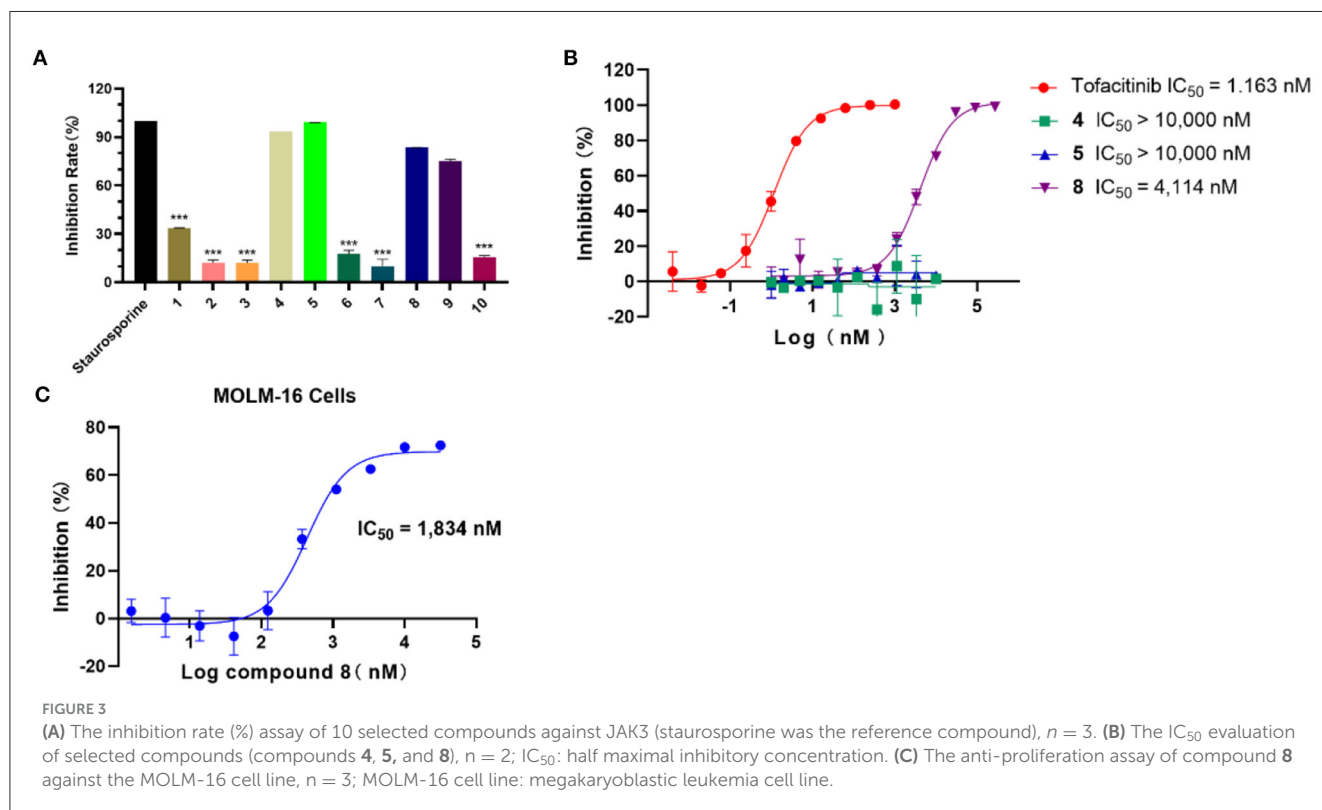 A
120
90
60
30
0
Inhibition Rate(%)
***
***
***
***
***
***
Staurosporine
1
2
3
4
5
6
7
8
9
10
B
120
100
80
60
40
20
0
-20
Inhibition (%)
-1
1
3
5
Log ( nM )
Tofacitinib IC50 = 1.163 nM
4 IC50 > 10,000 nM
5 IC50 > 10,000 nM
8 IC50 = 4,114 nM
C
MOLM-16 Cells
80
60
40
20
0
-20
Inhibition (%)
IC50 = 1,834 nM
1
2
3
4
5
Log compound 8( nM)
FIGURE 3
(A) The inhibition rate (%) assay of 10 selected compounds against JAK3 (staurosporine was the reference compound), n = 3. (B) The IC50 evaluation
of selected compounds (compounds 4, 5, and 8), n = 2; IC50: half maximal inhibitory concentration. (C) The anti-proliferation assay of compound 8
against the MOLM-16 cell line, n = 3; MOLM-16 cell line: megakaryoblastic leukemia cell line.